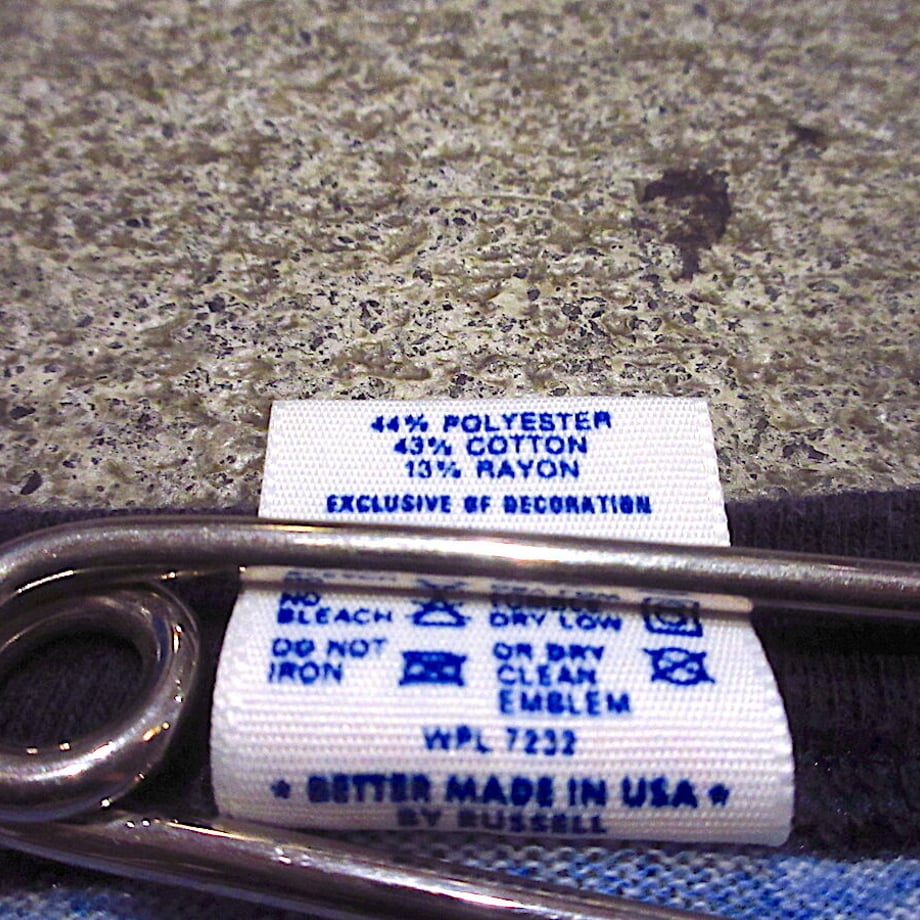 44% POLYESTER
43% COTTON
13% RAYON
EXCLUSIVE OF DECORATION
NO
BLEACH
DRY LOW
DO NOT
IRON
OR DRY
CLEAN
EMBLEM
WPL 7232
★ BETTER MADE IN USA ★
BY RUSSELL